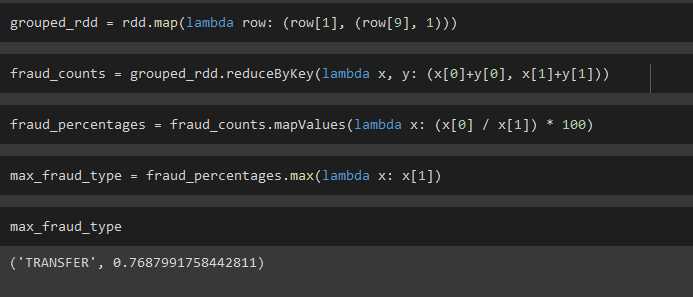 grouped_rdd = rdd.map(lambda row: (row[1], (row[9], 1)))
fraud_counts = grouped_rdd.reduceByKey(lambda x, y: (x[0]+y[0], x[1]+y[1]))
fraud_percentages = fraud_counts.mapValues(lambda x: (x[0] / x[1]) * 100)
max_fraud_type = fraud_percentages.max(lambda x: x[1])
max_fraud_type
('TRANSFER', 0.7687991758442811)